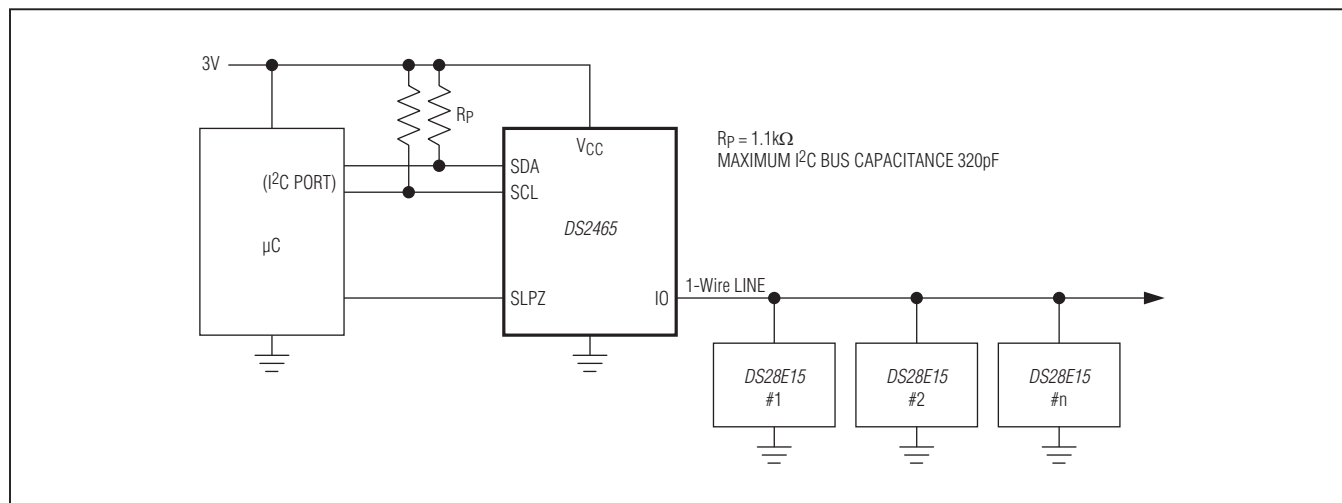 3V
RP
VCC
RP = 1.1kΩ
MAXIMUM I2C BUS CAPACITANCE 320pF
SDA
(I2C PORT)
SCL
DS2465
µC
SLPZ
IO
1-Wire LINE
DS28E15
#1
DS28E15
#2
DS28E15
#n